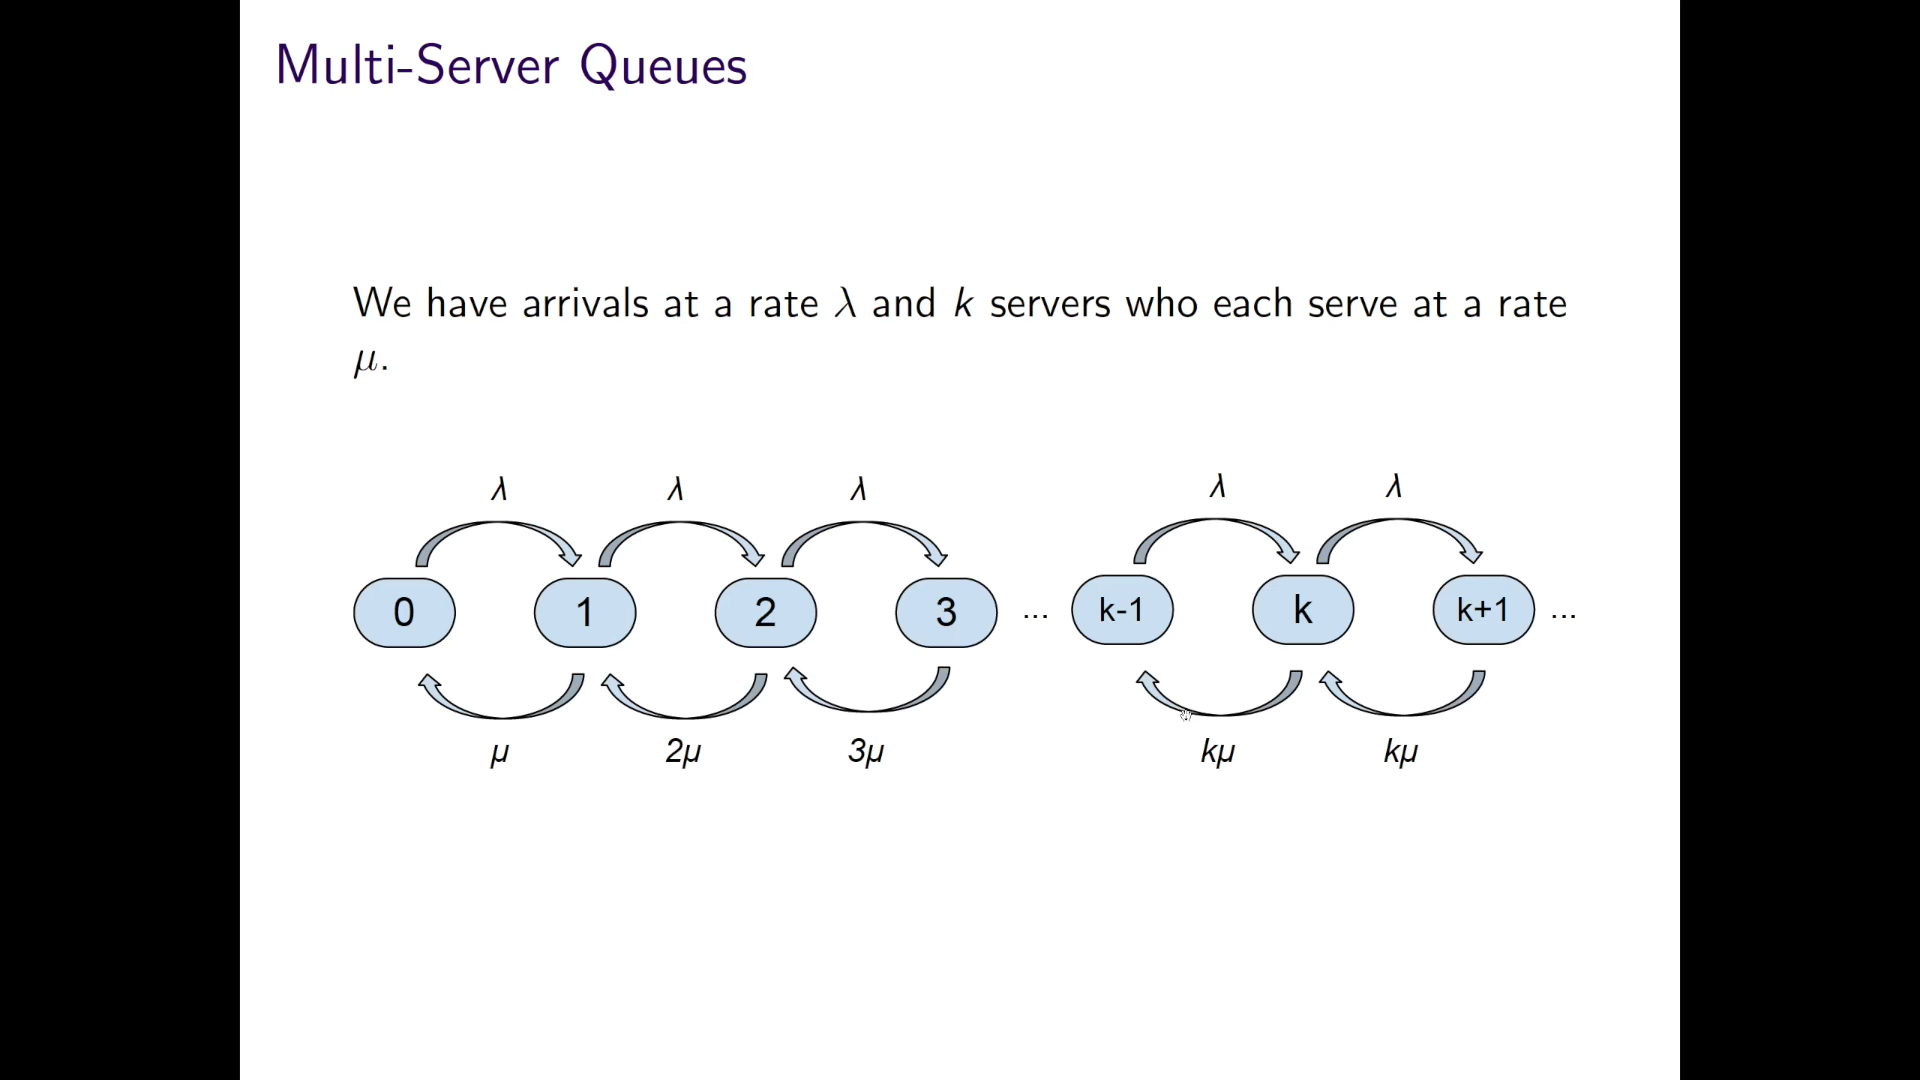 Multi-Server Queues
We have arrivals at a rate λ and k servers who each serve at a rate
μ.
λ λ λ λ λ
0 1 2 3 ... k-1 k k+1 ...
μ 2μ 3μ kμ kμ